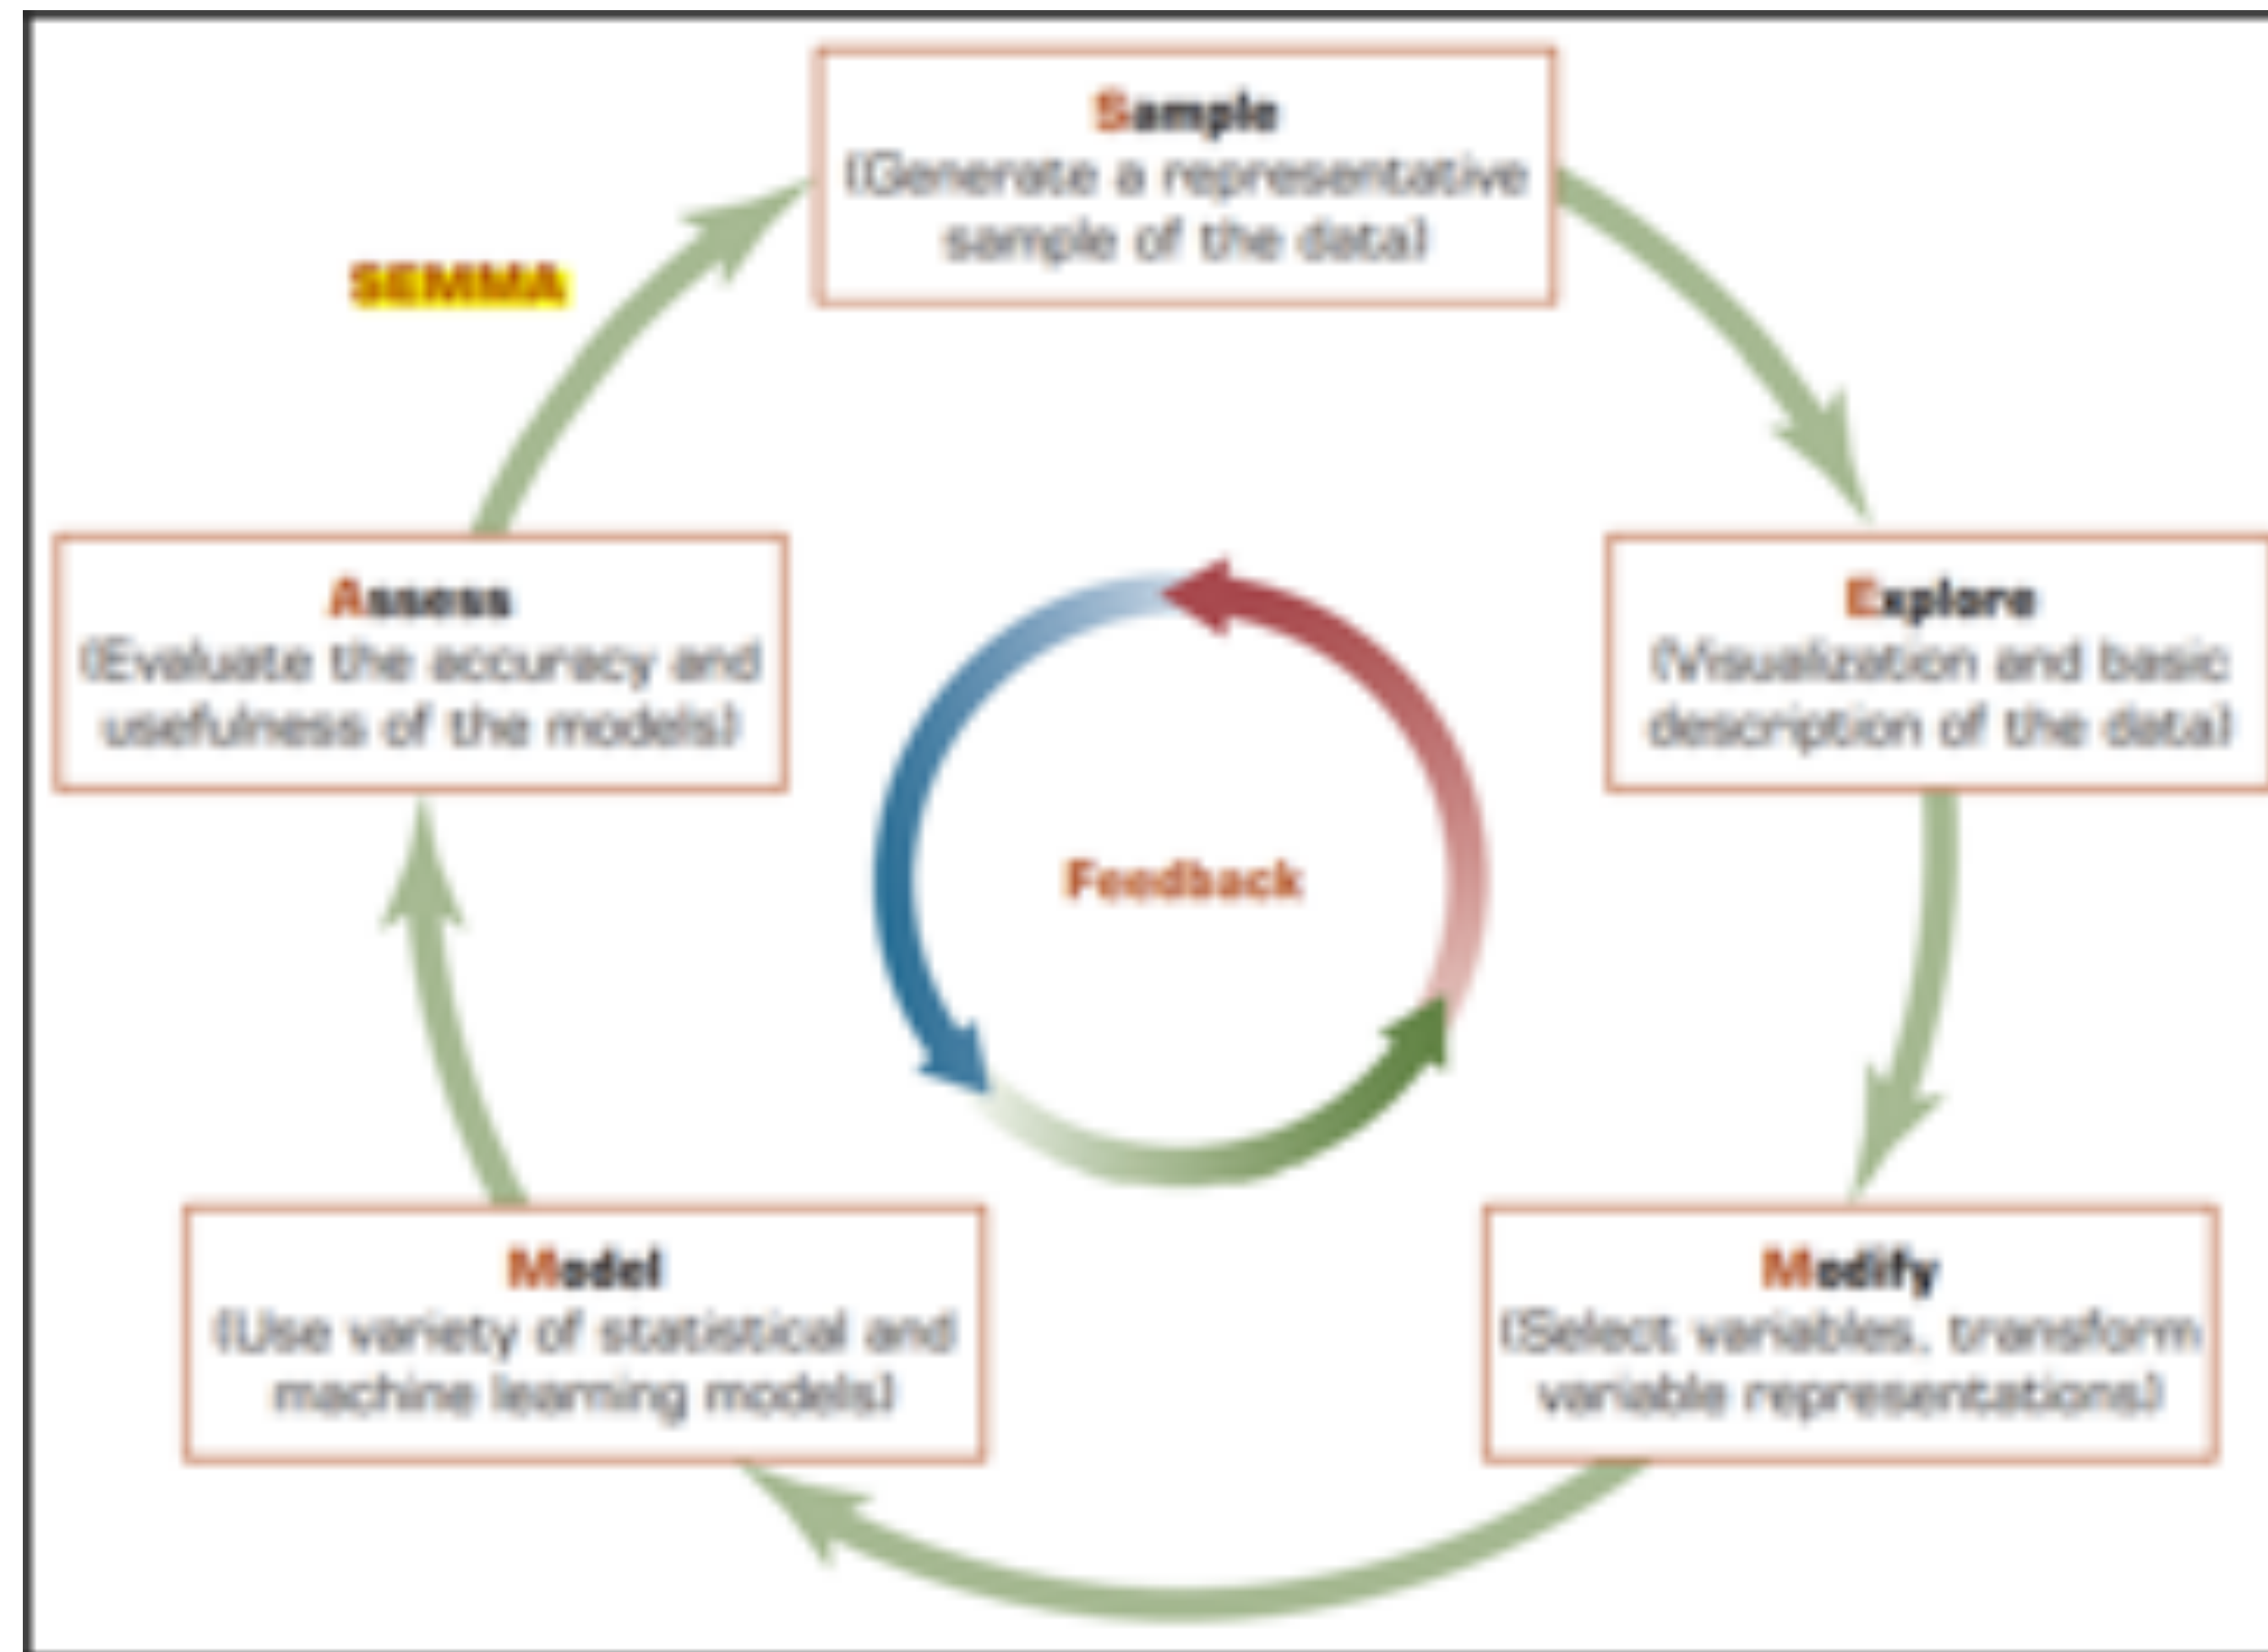 Sample
(Generate a representative
sample of the data)
SEMMA
Assess
(Evaluate the accuracy and
usefulness of the models)
Explore
(Visualization and basic
description of the data)
Feedback
Model
(Use variety of statistical and
machine learning models)
Modify
(Select variables, transform
variable representations)